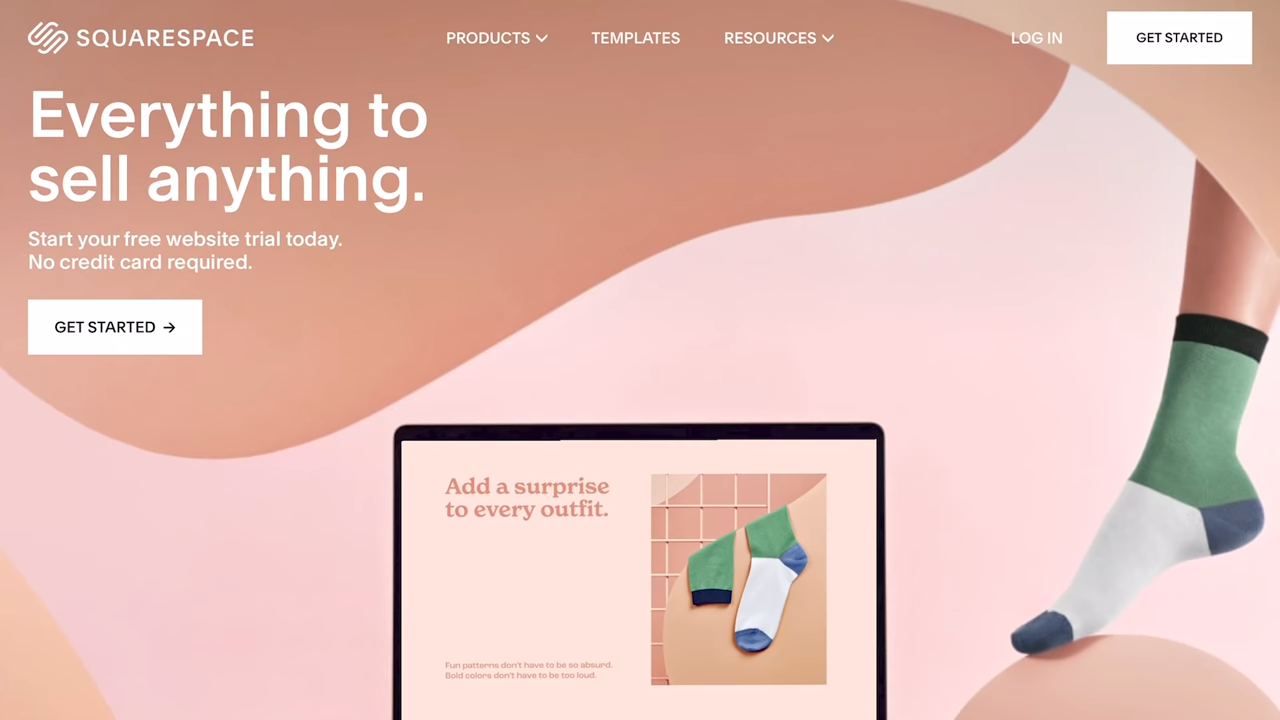 SQUARESPACE
PRODUCTS
TEMPLATES
RESOURCES
LOG IN
GET STARTED
Everything to
sell anything.
Start your free website trial today.
No credit card required.
GET STARTED →
Add a surprise
to every outfit.
Fun patterns don't have to be so absurd.
Bold colors don't have to be too loud.